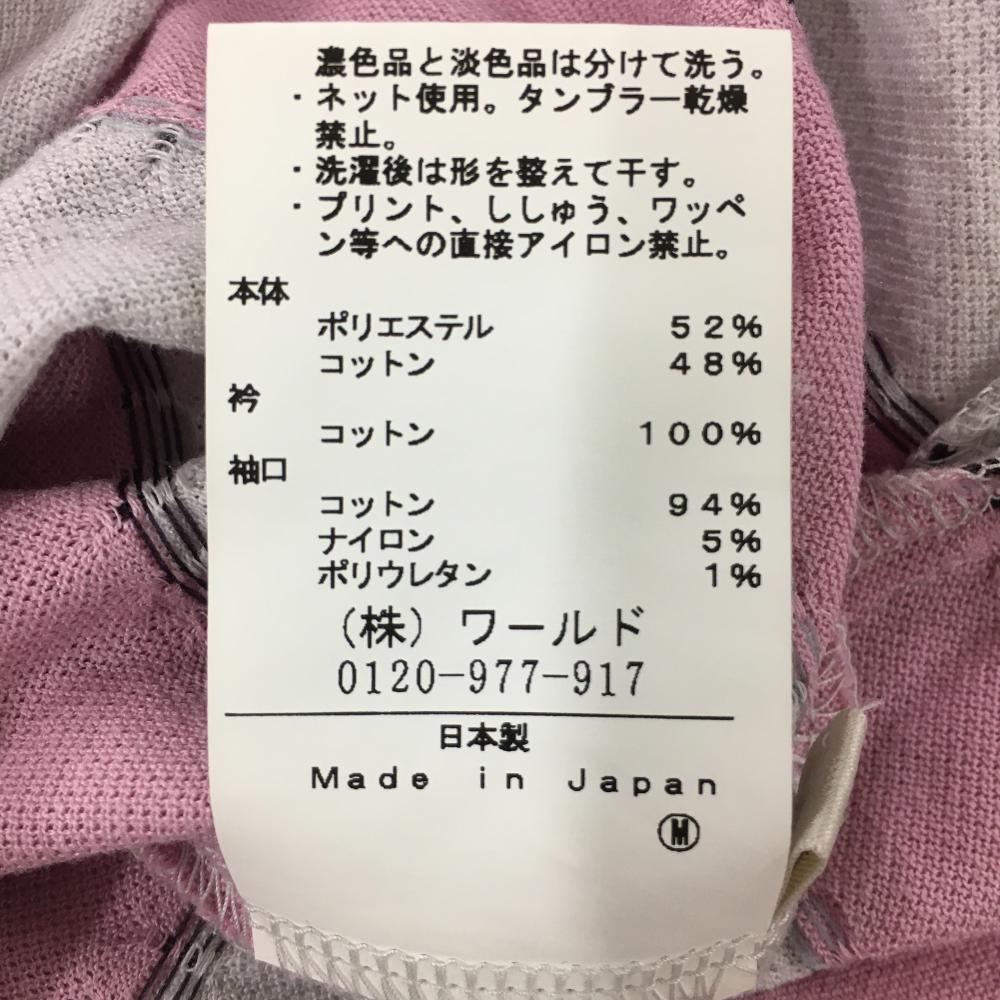 濃色品と淡色品は分けて洗う。
・ネット使用。タンブラー乾燥
禁止。
・洗濯後は形を整えて干す。
・プリント、ししゅう、ワッペ
ン等への直接アイロン禁止。
本体
ポリエステル 52%
コットン 48%
衿
コットン 100%
袖口
コットン 94%
ナイロン 5%
ポリウレタン 1%
(株) ワールド
0120-977-917
日本製
Made in Japan
Ⓜ